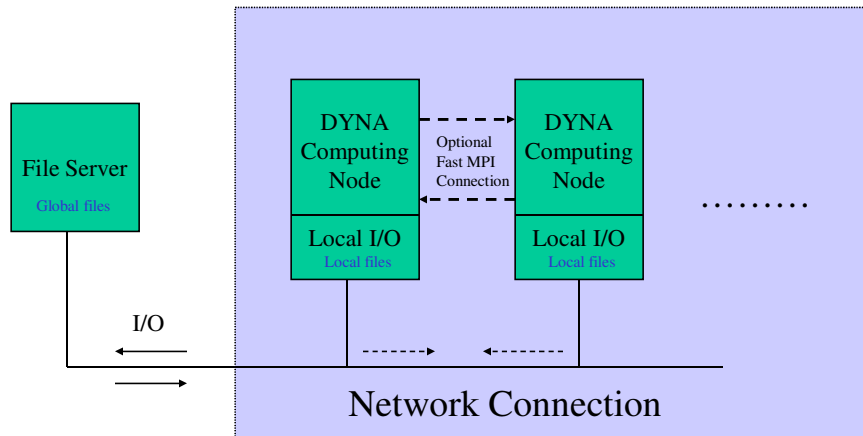 File Server
Global files
DYNA
Computing
Node
Local I/O
Local files
Optional
Fast MPI
Connection
DYNA
Computing
Node
Local I/O
Local files
.........
I/O
Network Connection